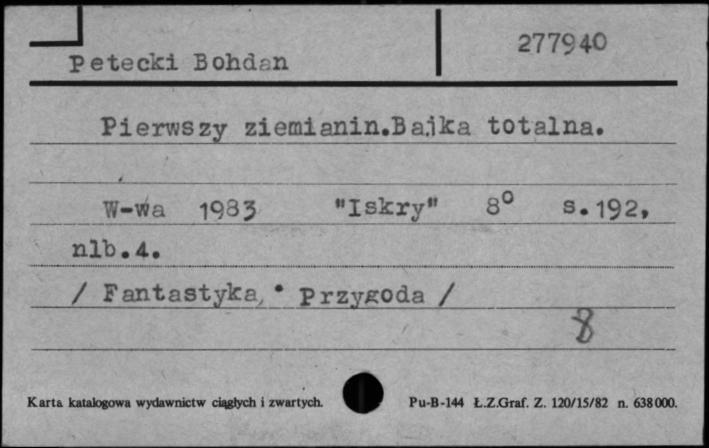 Petecki Bohdan
277940
Pierwszy ziemianin.Bajka totalna.
W-wa 1983 "Iskry" 8° s.192,
nlb.4.
/ Fantastyka, • Przygoda /
8
Karta katalogowa wydawnictw ciągłych i zwartych.
Pu-B-144 Ł.Z.Graf. Z. 120/15/82 n. 638000.